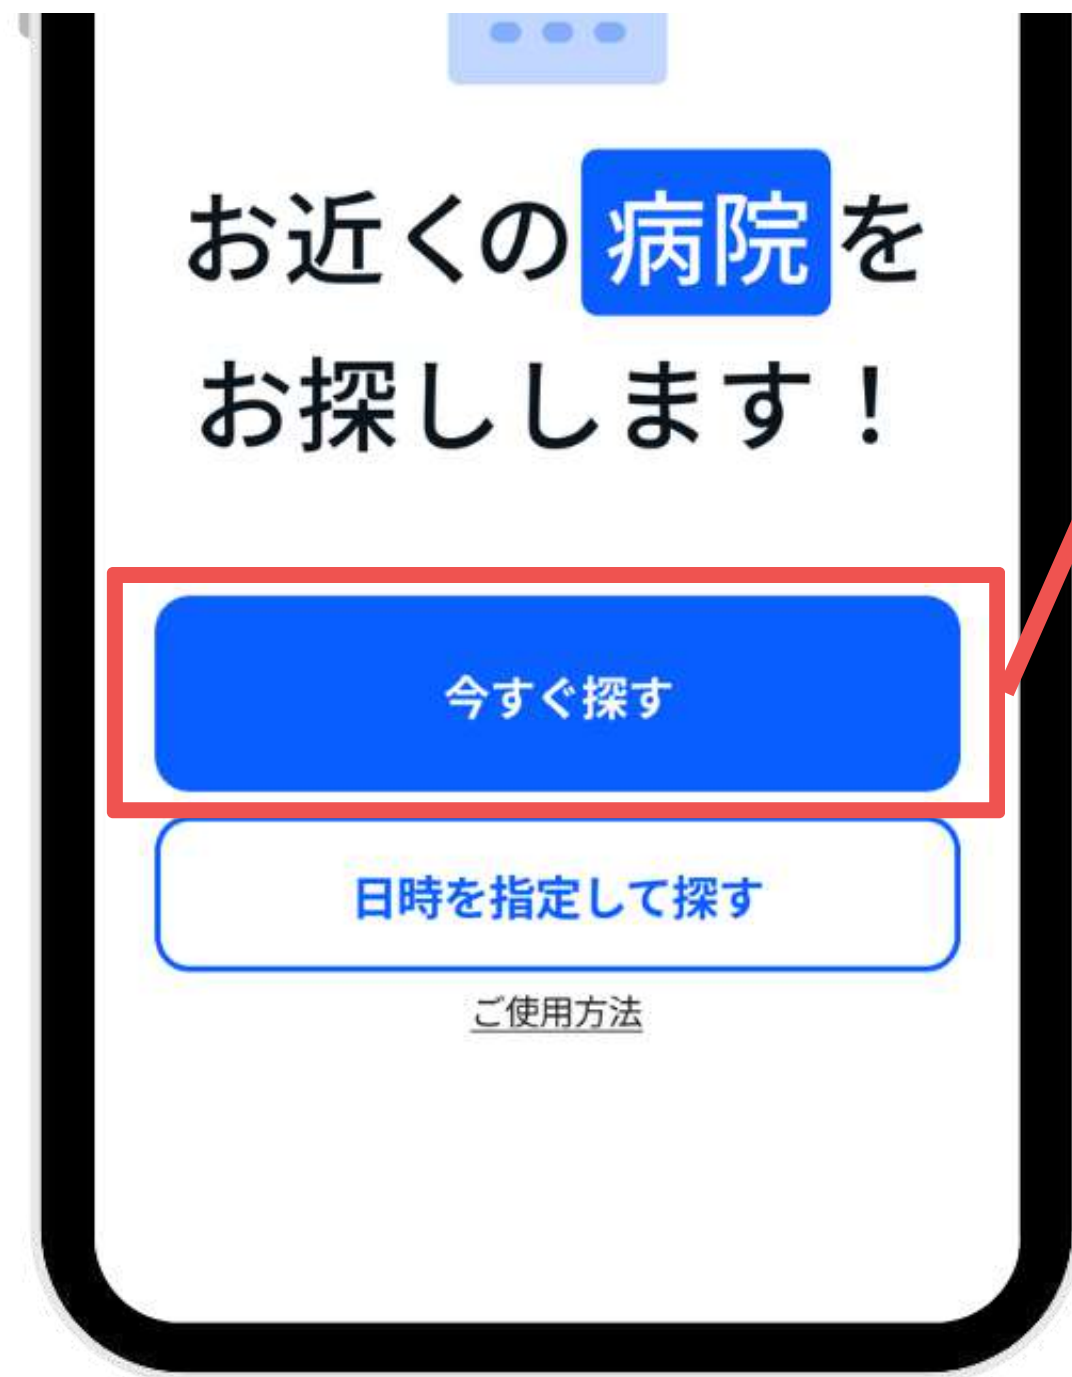 お近くの病院を
お探しします！
今すぐ探す
日時を指定して探す
ご使用方法